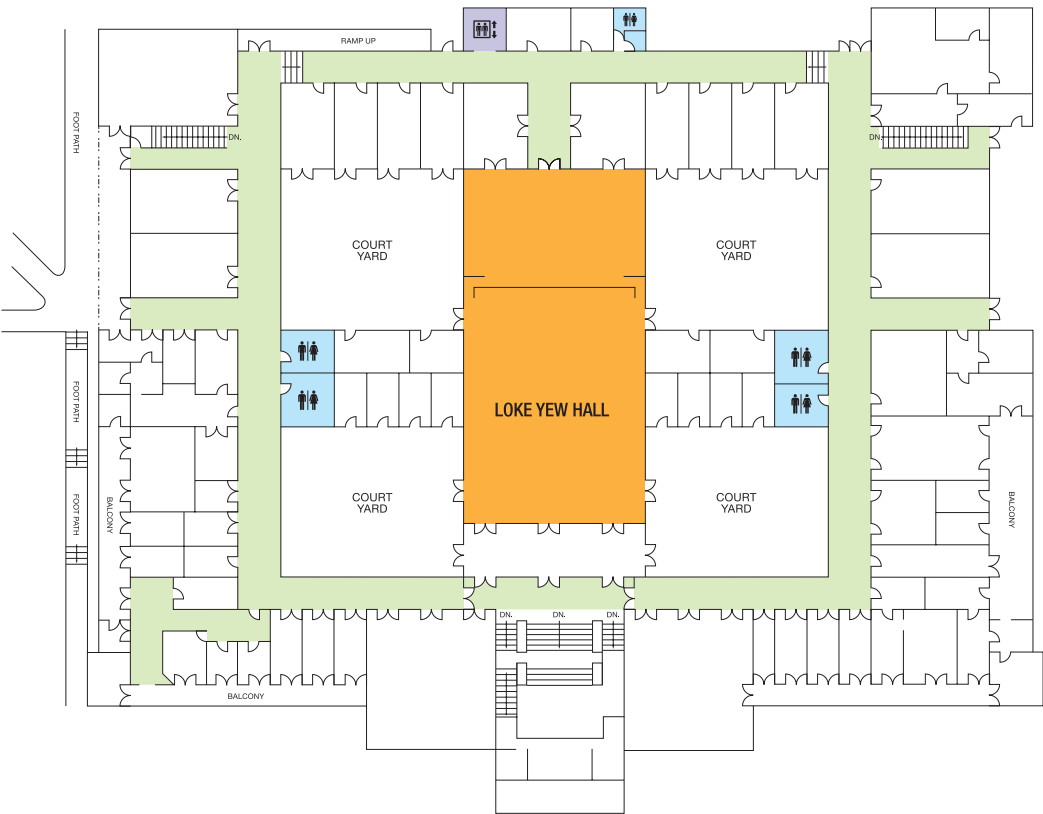 RAMP UP
FOOT PATH
DN.
DN.
COURT
YARD
COURT
YARD
FOOT PATH
LOKE YEW HALL
COURT
YARD
COURT
YARD
FOOT PATH
BALCONY
BALCONY
DN.
DN.
DN.
BALCONY